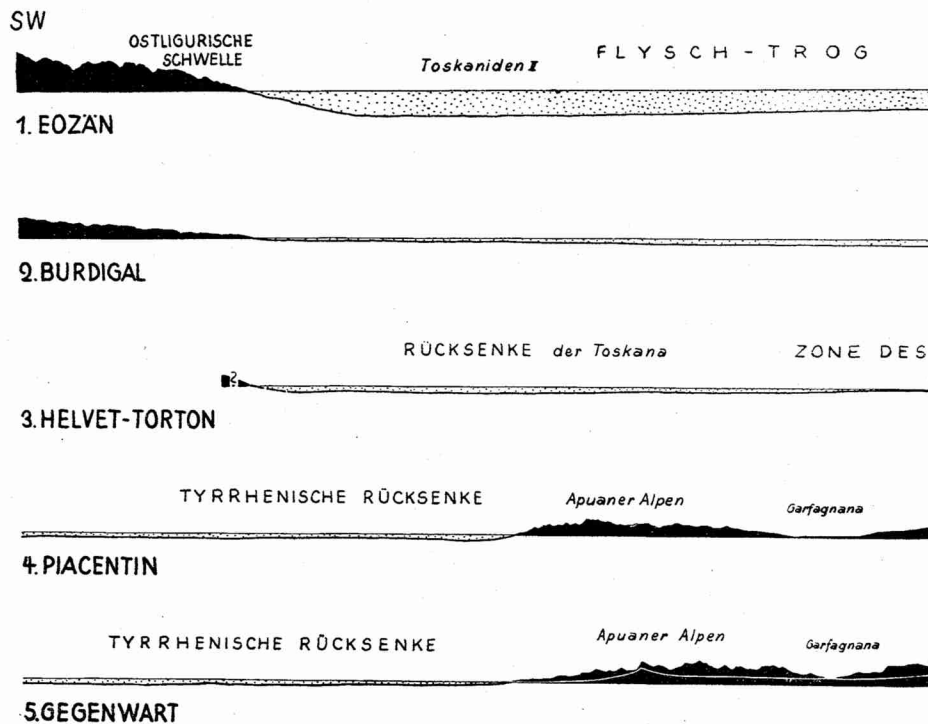 SW
OSTLIGURISCHE
SCHWELLE
Toskaniden II
FLYSCH-TROG
1. EOZÄN
2. BURDIGAL
RÜCKSENKE der Toskana
ZONE DES
?
3. HELVET-TORTON
TYRRHENISCHE RÜCKSENKE
Apuaner Alpen
Garfagnana
4. PIACENTIN
TYRRHENISCHE RÜCKSENKE
Apuaner Alpen
Garfagnana
5. GEGENWART